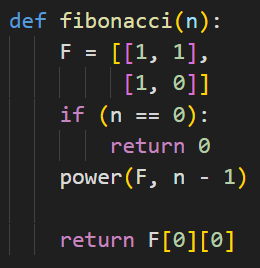 def fibonacci(n):
    F = [[1, 1],
         [1, 0]]
    if (n == 0):
        return 0
    power(F, n - 1)

    return F[0][0]